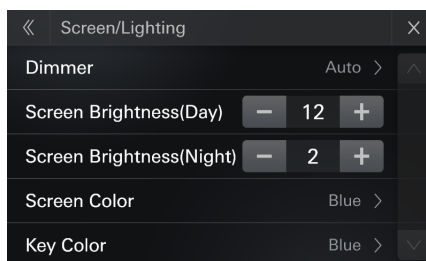 Screen/Lighting
Dimmer Auto
Screen Brightness(Day) 12
Screen Brightness(Night) 2
Screen Color Blue
Key Color Blue